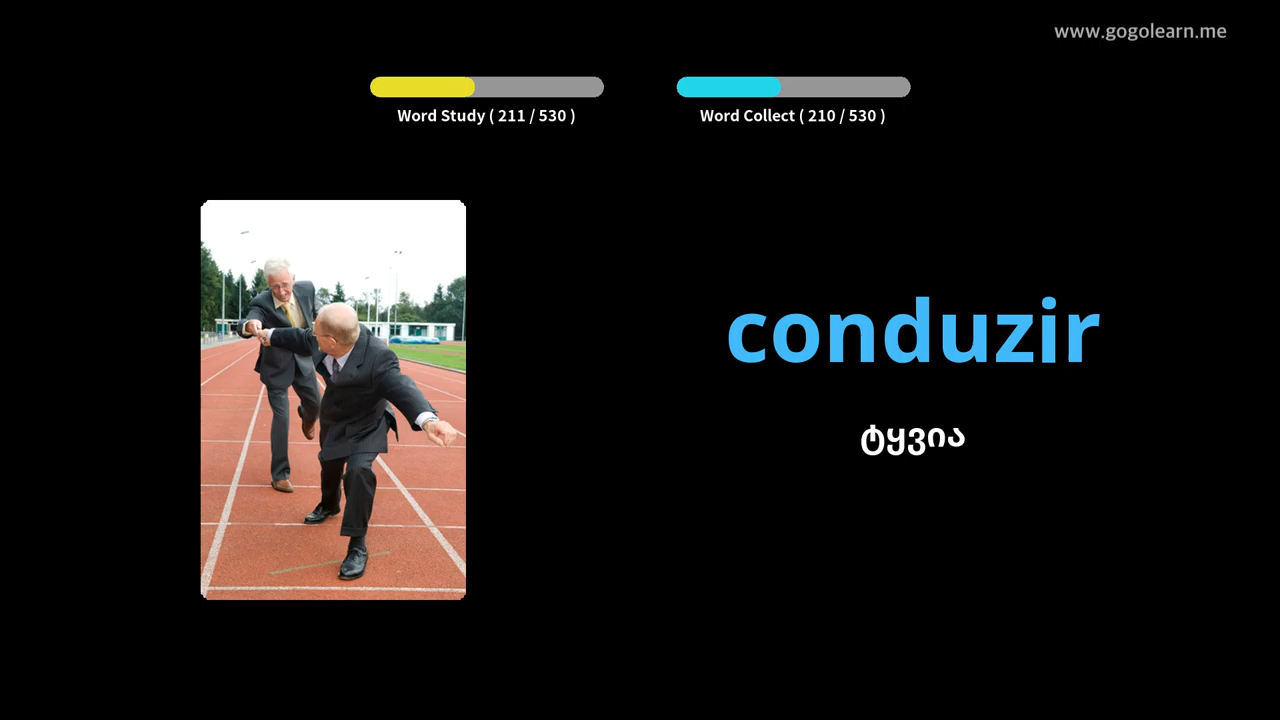 www.gogolearn.me
Word Study ( 211 / 530 )
Word Collect ( 210 / 530 )
conduzir
ტყვია